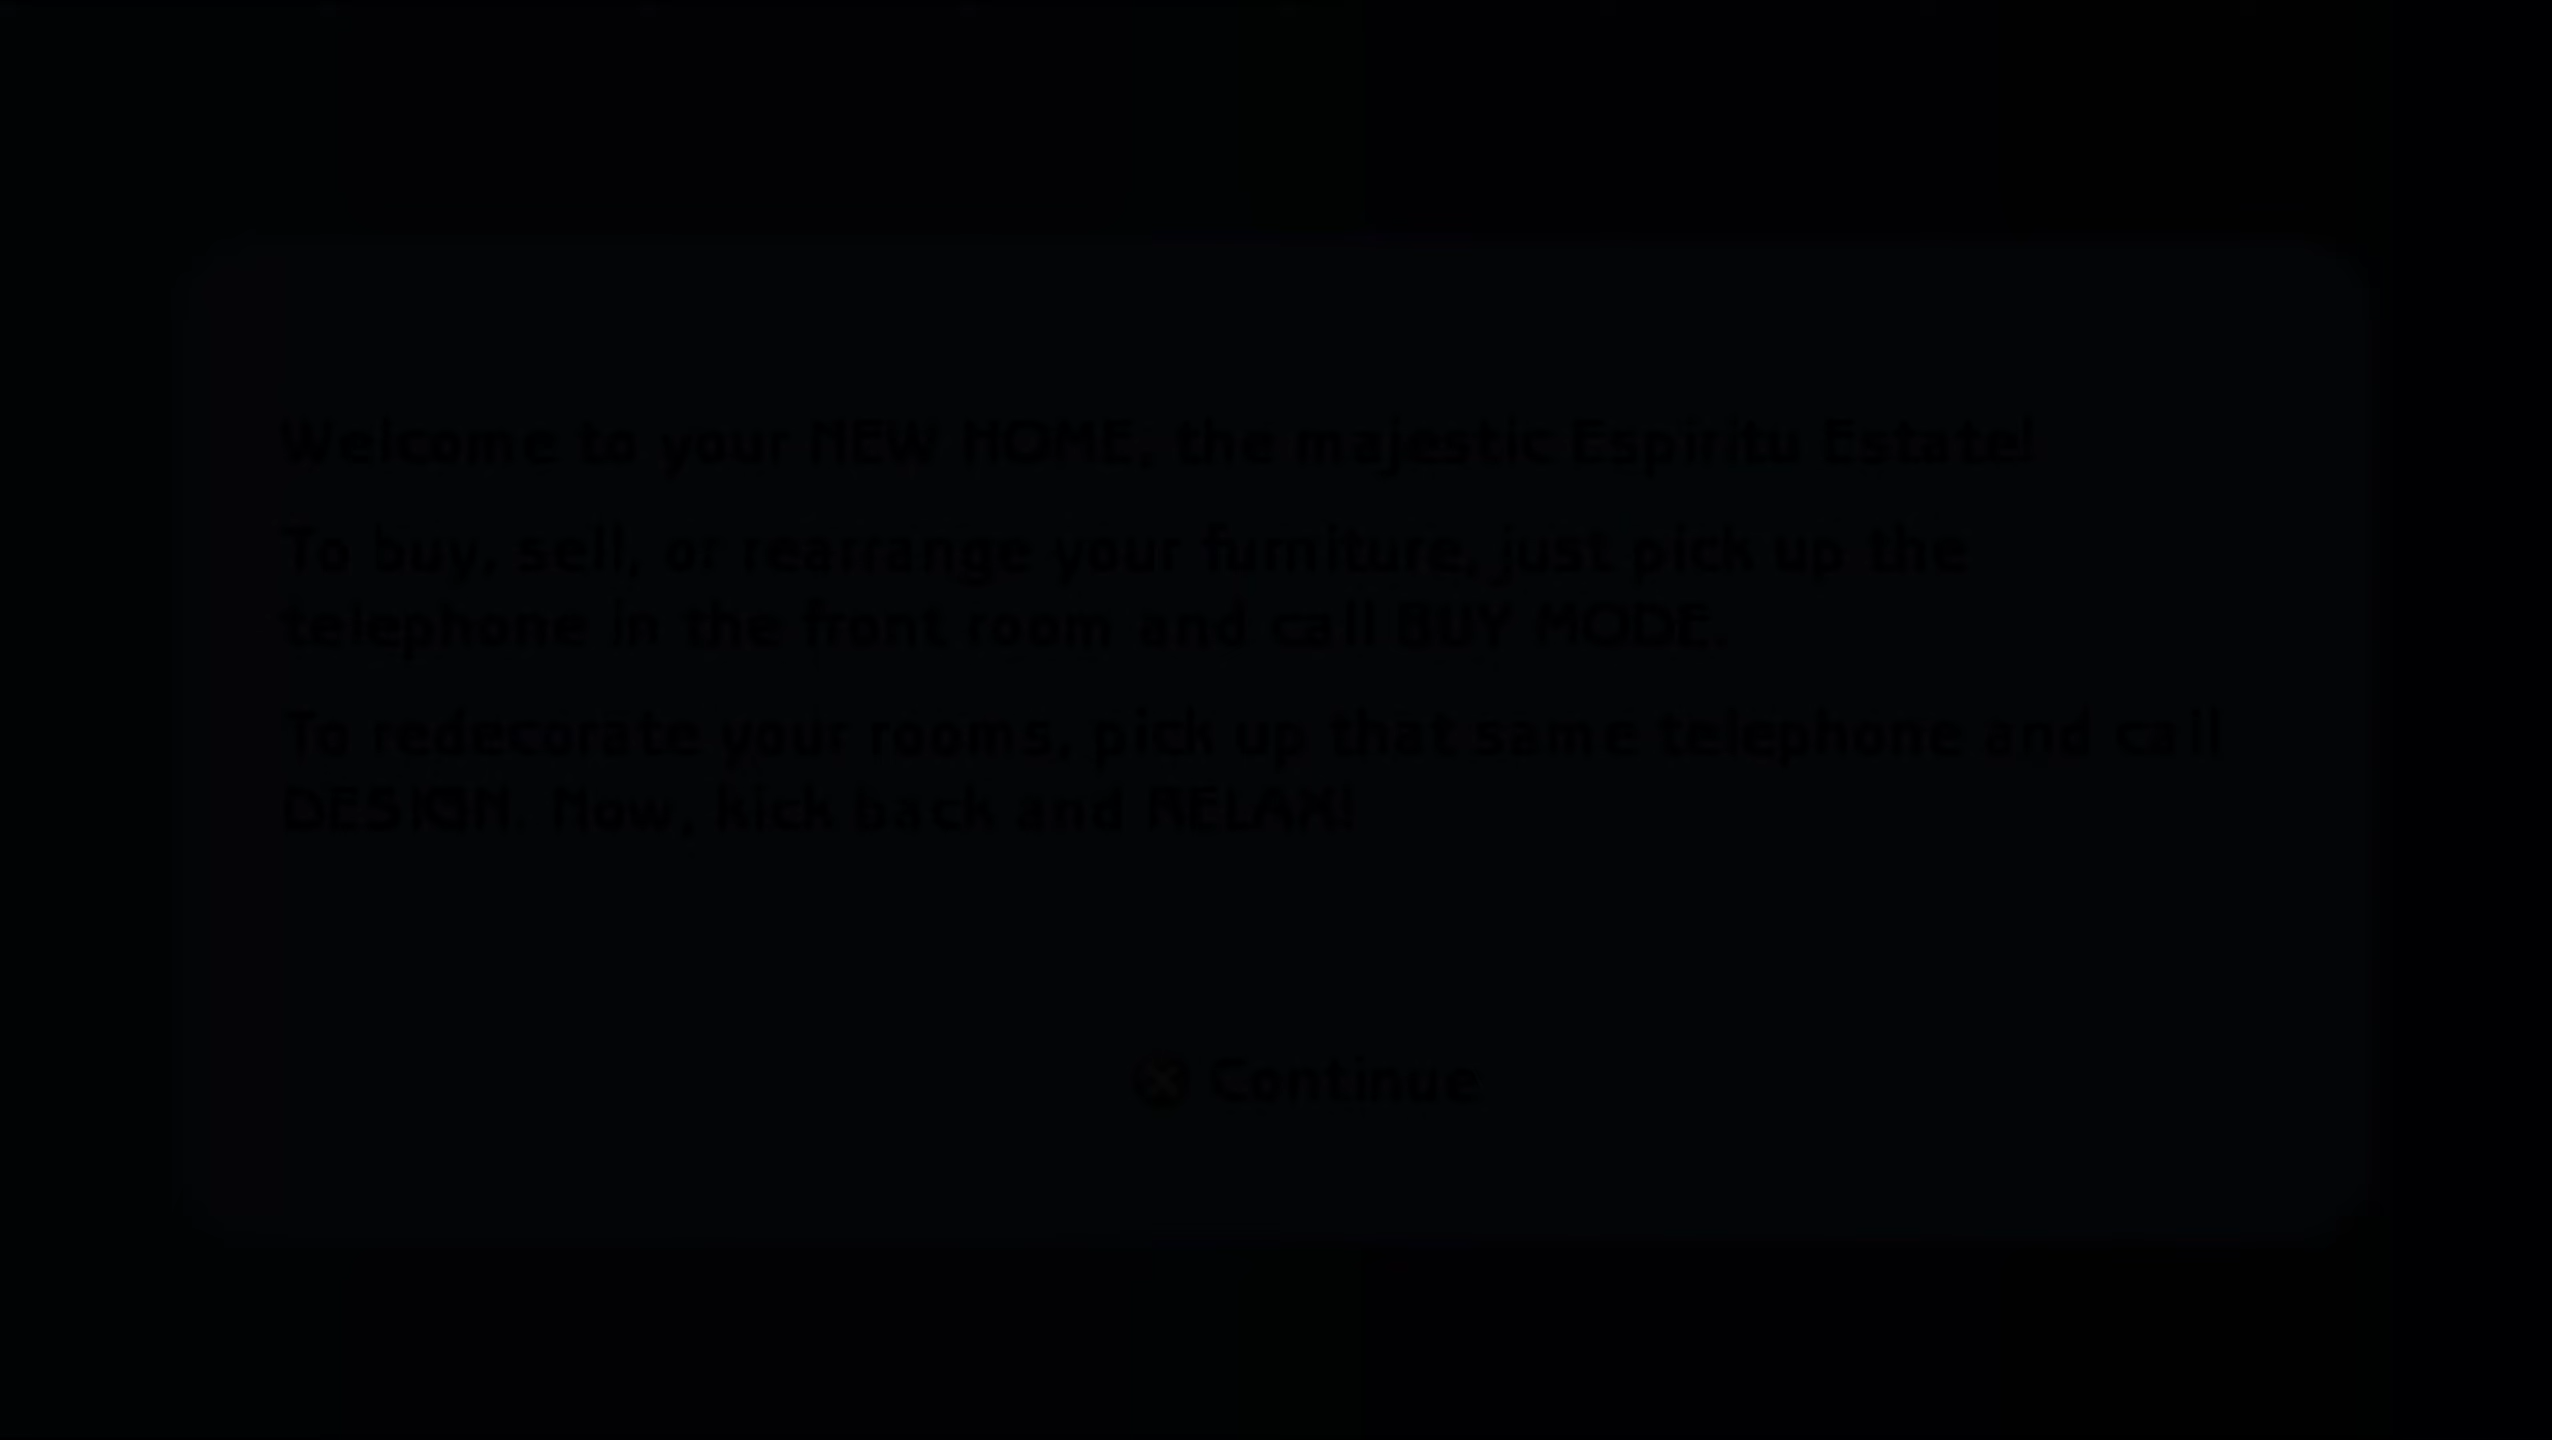 Welcome to your NEW HOME, the majestic Espiritu Estate!
To buy, sell, or rearrange your furniture, just pick up the
telephone in the front room and call BUY MODE.
To redecorate your rooms, pick up that same telephone and call
DESIGN. Now, kick back and RELAX!
Continue